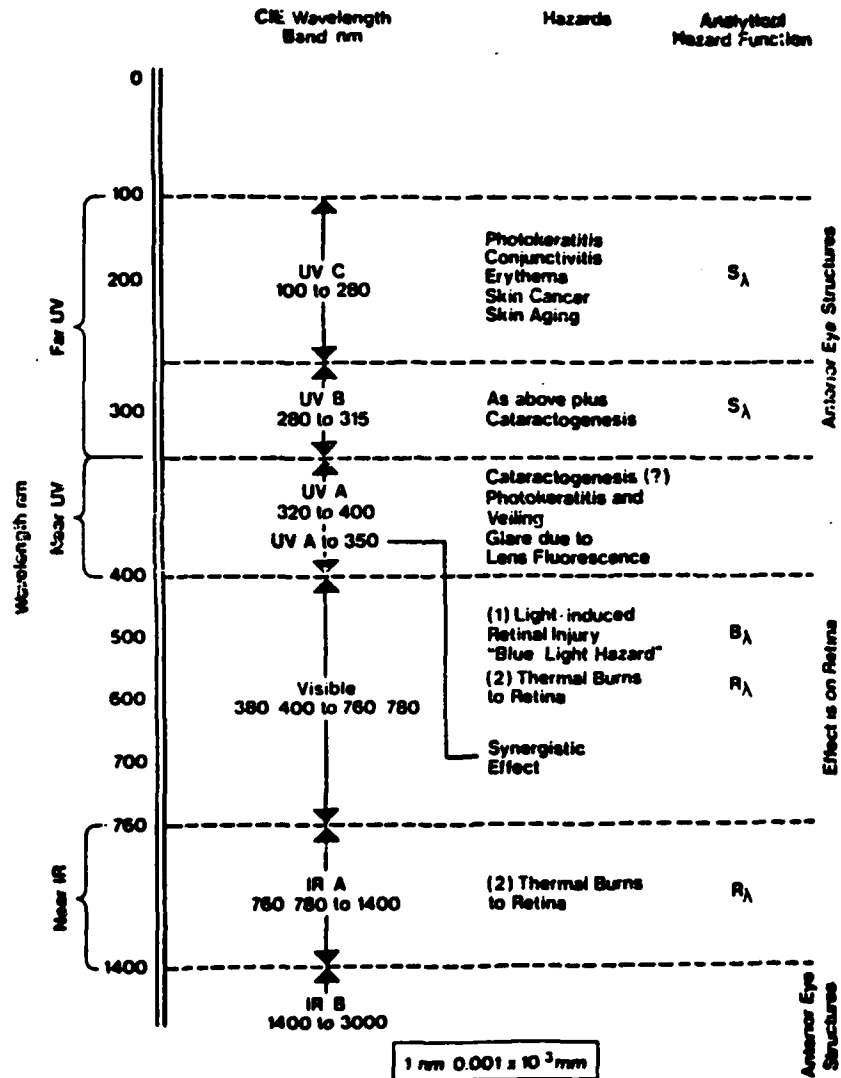 CIE Wavelength
Band nm
Hazards
Analytical
Hazard Function
0
100
200
300
400
500
600
700
760
1400
Wavelength nm
Far UV
Near UV
Near IR
UV C
100 to 280
Photokeratitis
Conjunctivitis
Erythema
Skin Cancer
Skin Aging
Sλ
Anterior Eye Structures
UV B
280 to 315
As above plus
Cataractogenesis
Sλ
UV A
320 to 400
UV A to 350
Cataractogenesis (?)
Photokeratitis and
Veiling
Glare due to
Lens Fluorescence
Visible
380 400 to 760 780
(1) Light-induced
Retinal Injury
"Blue Light Hazard"
Bλ
(2) Thermal Burns
to Retina
Rλ
Synergistic
Effect
Effect is on Retina
IR A
760 780 to 1400
(2) Thermal Burns
to Retina
Rλ
IR B
1400 to 3000
Anterior Eye
Structures
1 nm 0.001 x 10 3 mm